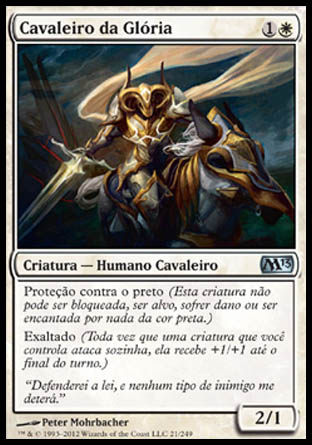 Cavaleiro da Glória 1
Criatura — Humano Cavaleiro M13
Proteção contra o preto (Esta criatura não
pode ser bloqueada, ser alvo, sofrer dano ou ser
encantada por nada da cor preta.)
Exaltado (Toda vez que uma criatura que você
controla ataca sozinha, ela recebe +1/+1 até o
final do turno.)
“Defenderei a lei, e nenhum tipo de inimigo me
deterá.”
Peter Mohrbacher
™ & © 1993–2012 Wizards of the Coast LLC 21/249
2/1